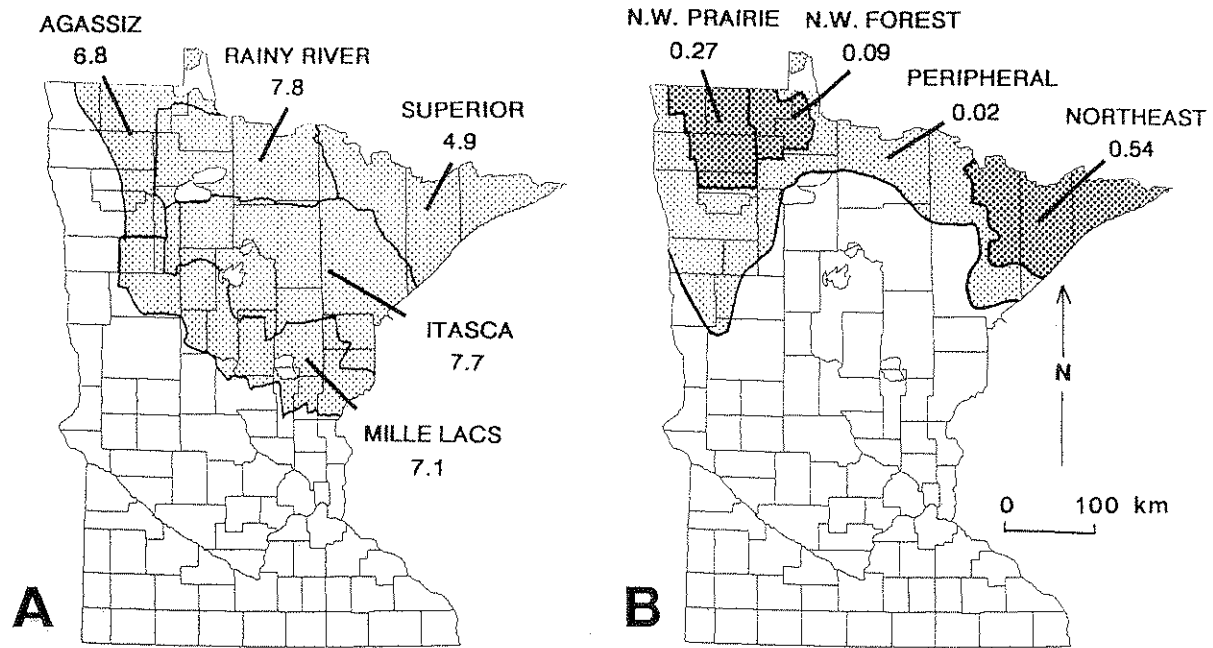 AGASSIZ
6.8
RAINY RIVER
7.8
SUPERIOR
4.9
ITASCA
7.7
MILLE LACS
7.1
A
N.W. PRAIRIE
0.27
N.W. FOREST
0.09
PERIPHERAL
0.02
NORTHEAST
0.54
N
0 100 km
B